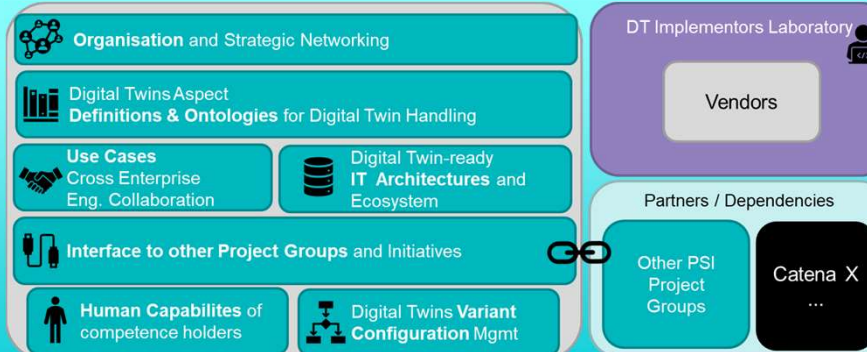 Organisation and Strategic Networking
Digital Twins Aspect
Definitions & Ontologies for Digital Twin Handling
Use Cases
Cross Enterprise
Eng. Collaboration
Digital Twin-ready
IT Architectures and
Ecosystem
Interface to other Project Groups and Initiatives
Human Capabilites of
competence holders
Digital Twins Variant
Configuration Mgmt
DT Implementors Laboratory
</>
Vendors
Partners / Dependencies
Other PSI
Project
Groups
Catena X
...